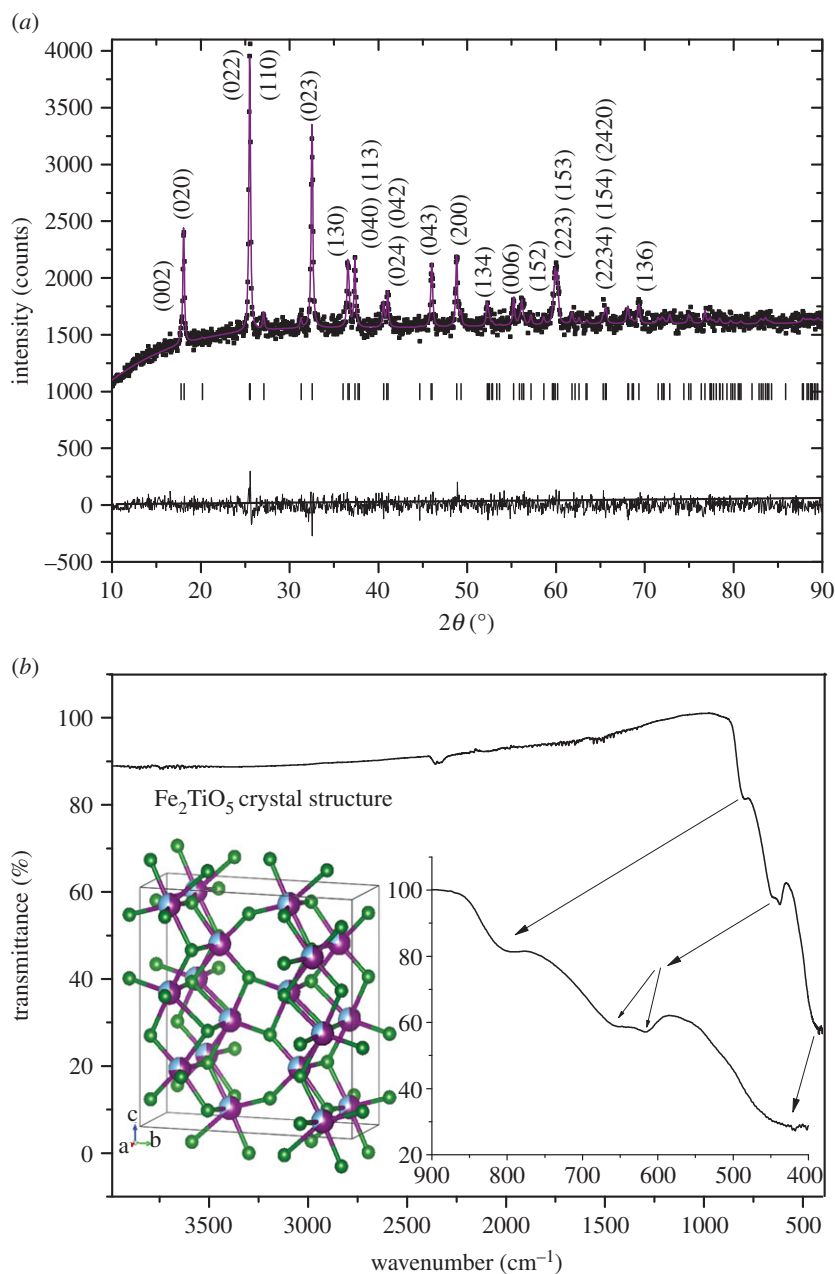 (a)
4000
3500
3000
2500
2000
1500
1000
500
0
–500
intensity (counts)
(002)
(020)
(022)
(110)
(023)
(130)
(040) (113)
(024) (042)
(043)
(200)
(134)
(006)
(152)
(223) (153)
(2234) (154) (2420)
(136)
10 20 30 40 50 60 70 80 90
2θ (°)
(b)
100
80
60
40
20
0
transmittance (%)
Fe2TiO5 crystal structure
c
a b
100
80
60
40
20
900 800 700 600 500 400
3500 3000 2500 2000 1500 1000 500
wavenumber (cm–1)